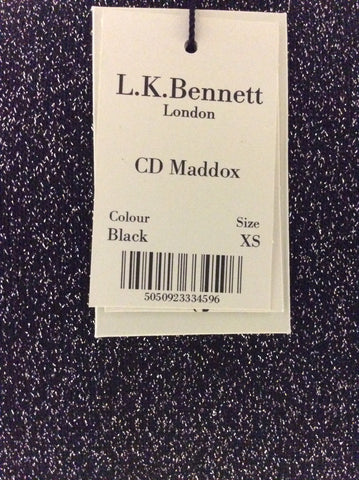 L.K.Bennett
London
CD Maddox
Colour Size
Black XS
5050923334596